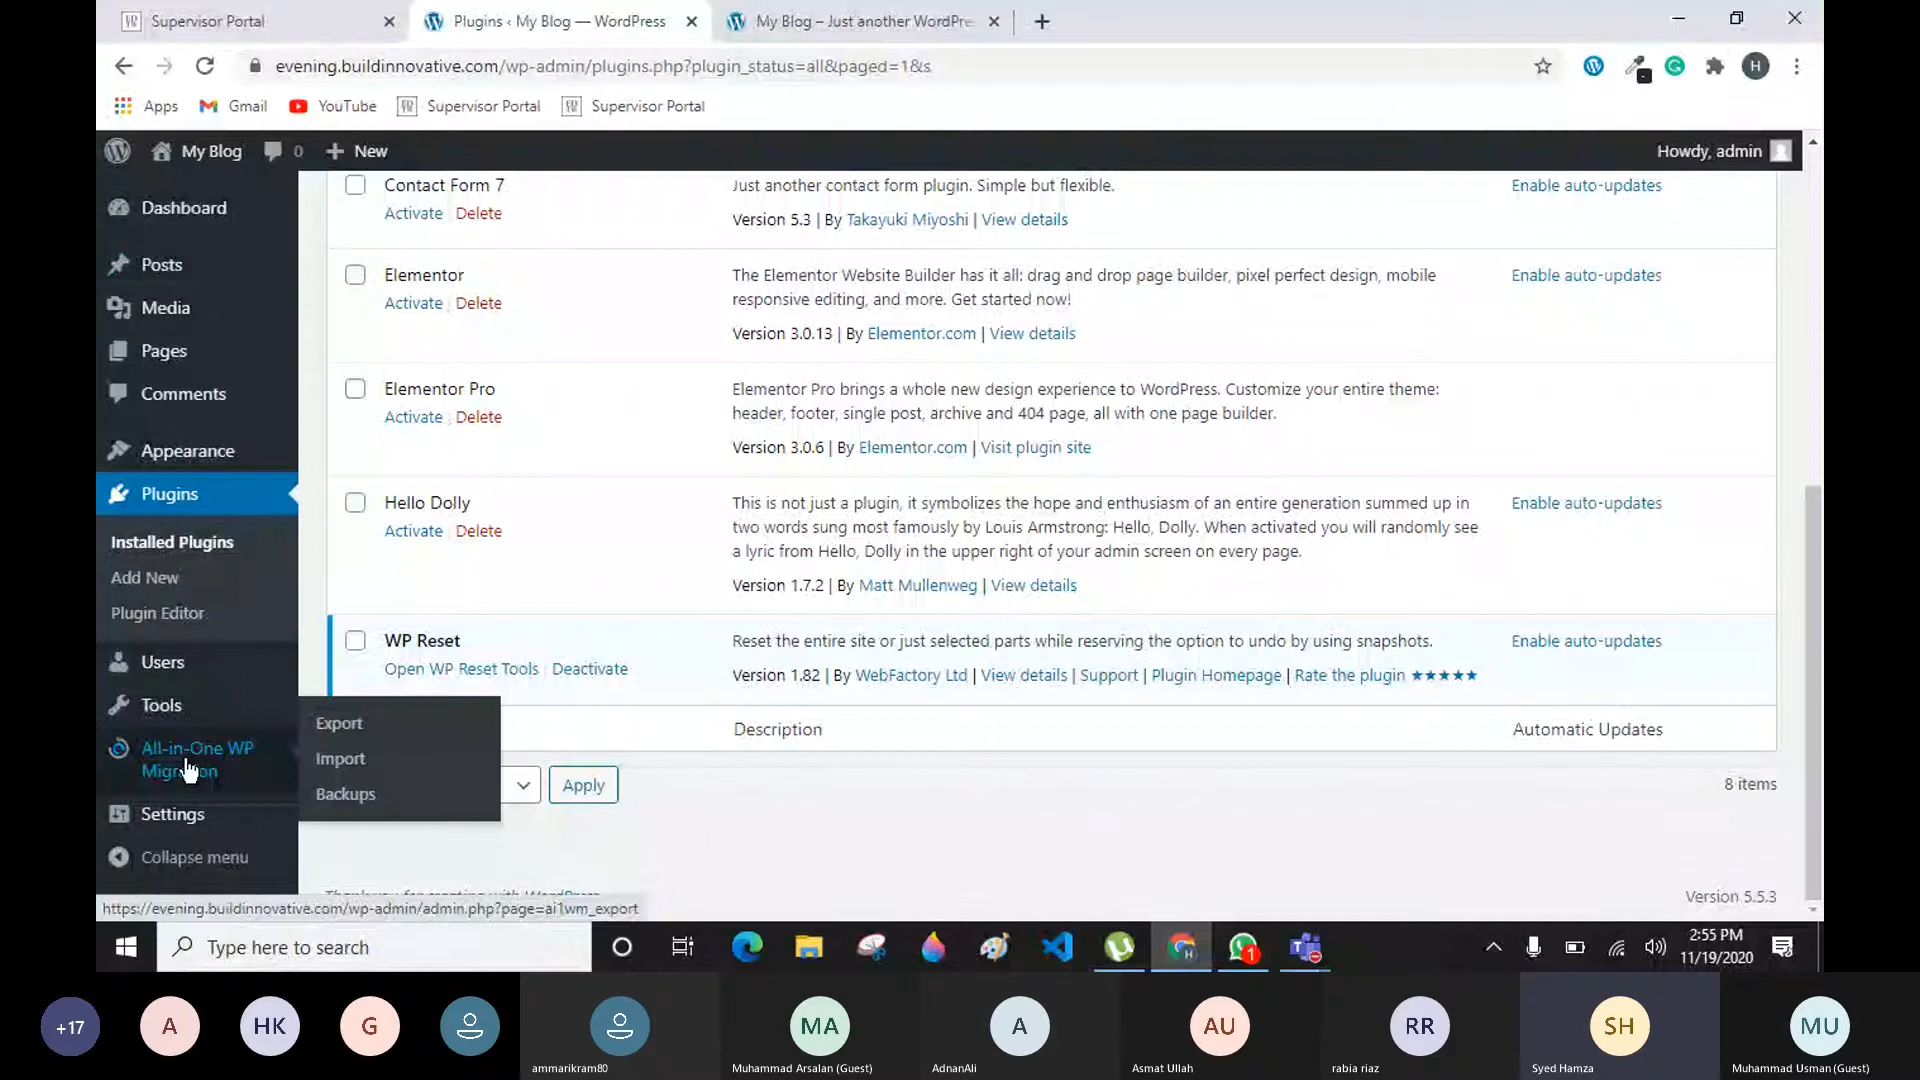 Supervisor Portal
Plugins ‹ My Blog — WordPress
My Blog – Just another WordPre
evening.buildinnovative.com/wp-admin/plugins.php?plugin_status=all&paged=1&s
H
Apps
Gmail
YouTube
Supervisor Portal
Supervisor Portal
My Blog
0
New
Howdy, admin
Dashboard
Posts
Media
Pages
Comments
Appearance
Plugins
Installed Plugins
Add New
Plugin Editor
Users
Tools
All-in-One WP
Export
Import
Backups
Settings
Collapse menu
Contact Form 7
Activate | Delete
Just another contact form plugin. Simple but flexible.
Version 5.3 | By Takayuki Miyoshi | View details
Enable auto-updates
Elementor
Activate | Delete
The Elementor Website Builder has it all: drag and drop page builder, pixel perfect design, mobile
responsive editing, and more. Get started now!
Version 3.0.13 | By Elementor.com | View details
Enable auto-updates
Elementor Pro
Activate | Delete
Elementor Pro brings a whole new design experience to WordPress. Customize your entire theme:
header, footer, single post, archive and 404 page, all with one page builder.
Version 3.0.6 | By Elementor.com | Visit plugin site
Hello Dolly
Activate | Delete
This is not just a plugin, it symbolizes the hope and enthusiasm of an entire generation summed up in
two words sung most famously by Louis Armstrong: Hello, Dolly. When activated you will randomly see
a lyric from Hello, Dolly in the upper right of your admin screen on every page.
Version 1.7.2 | By Matt Mullenweg | View details
Enable auto-updates
WP Reset
Open WP Reset Tools | Deactivate
Reset the entire site or just selected parts while reserving the option to undo by using snapshots.
Version 1.82 | By WebFactory Ltd | View details | Support | Plugin Homepage | Rate the plugin ★★★★★
Enable auto-updates
Description
Automatic Updates
Apply
8 items
Version 5.5.3
https://evening.buildinnovative.com/wp-admin/admin.php?page=ai1wm_export
Type here to search
1
2:55 PM
11/19/2020
+17
A
HK
G
ammarikram80
MA
Muhammad Arsalan (Guest)
A
AdnanAli
AU
Asmat Ullah
RR
rabia riaz
SH
Syed Hamza
MU
Muhammad Usman (Guest)